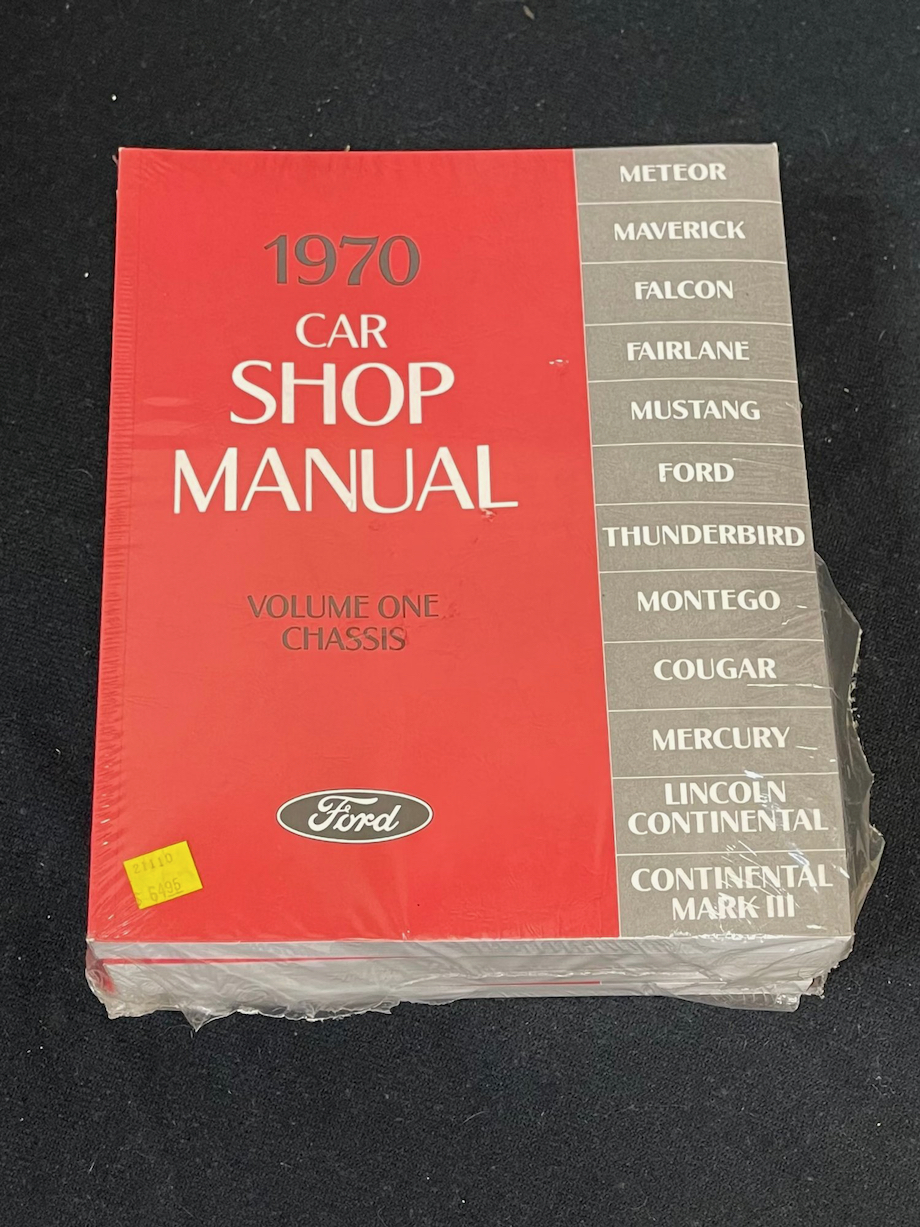 1970
CAR
SHOP
MANUAL
VOLUME ONE
CHASSIS
Ford
21110
$ 6495
METEOR
MAVERICK
FALCON
FAIRLANE
MUSTANG
FORD
THUNDERBIRD
MONTEGO
COUGAR
MERCURY
LINCOLN
CONTINENTAL
CONTINENTAL
MARK III